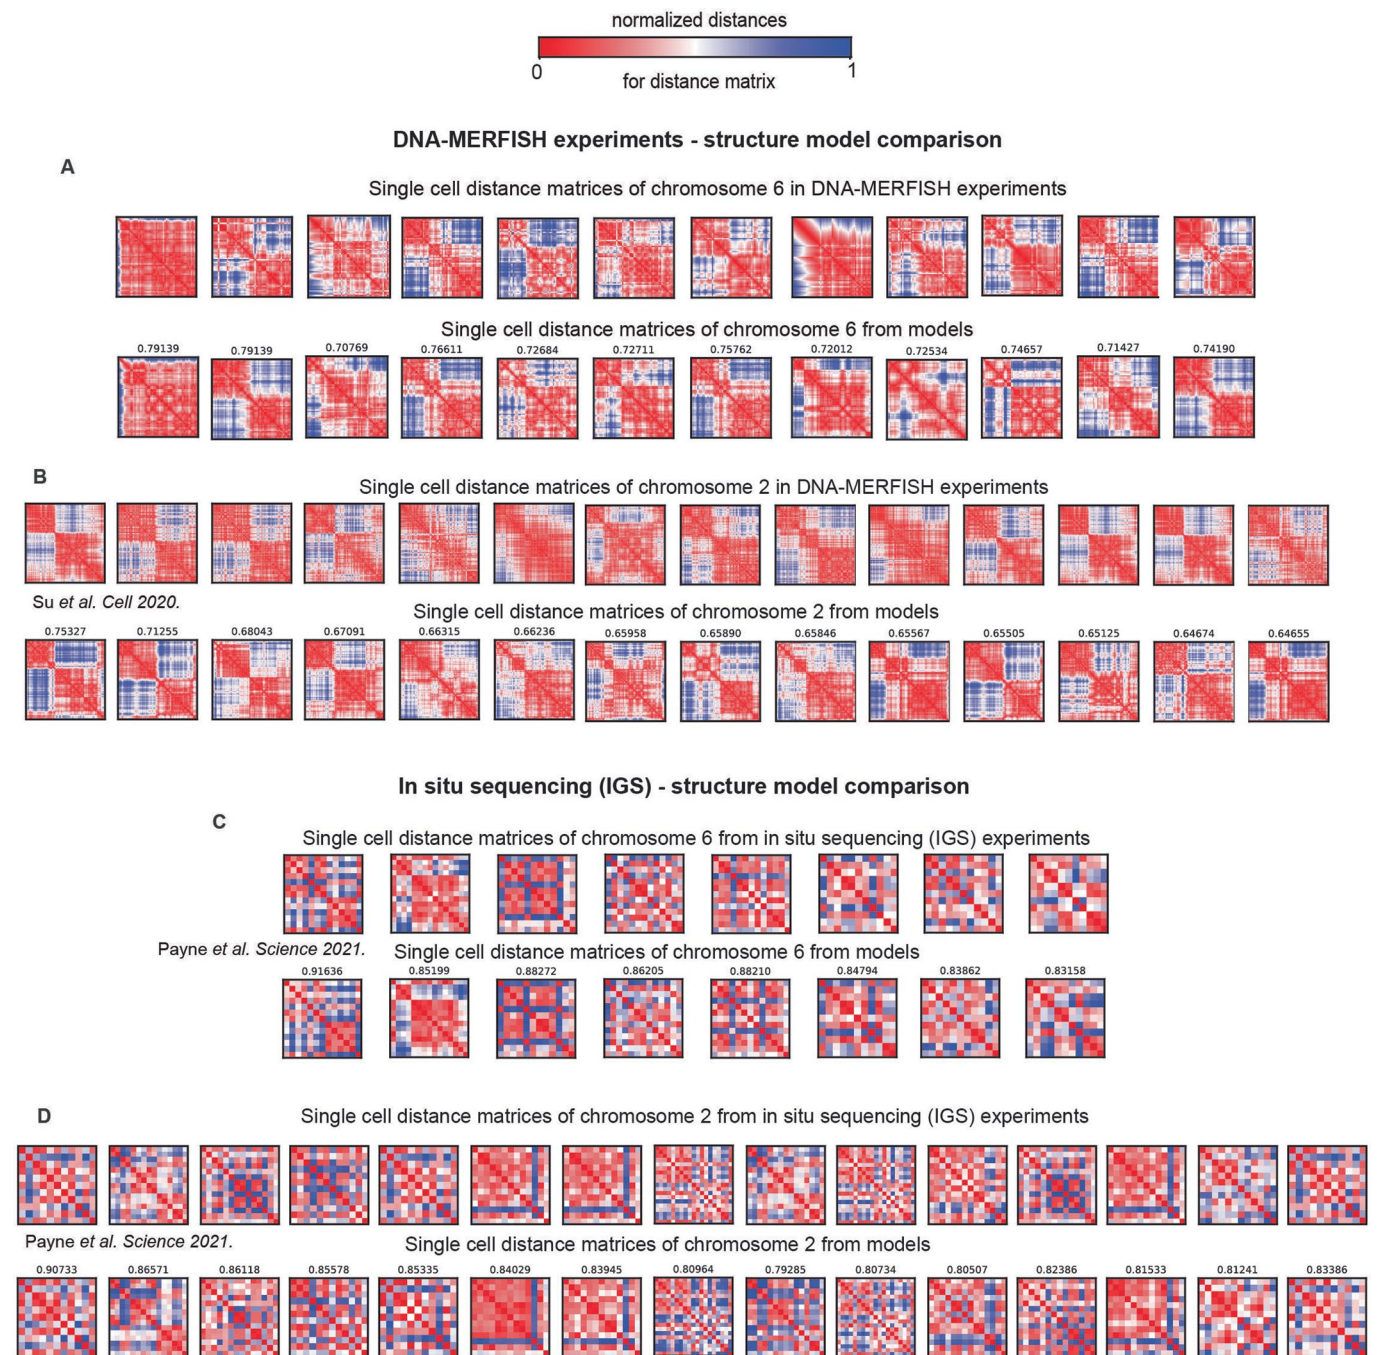 normalized distances
0
1
for distance matrix
DNA-MERFISH experiments - structure model comparison
A
Single cell distance matrices of chromosome 6 in DNA-MERFISH experiments
Single cell distance matrices of chromosome 6 from models
0.79139 0.79139 0.70769 0.76611 0.72684 0.72711 0.75762 0.72012 0.72534 0.74657 0.71427 0.74190
B
Single cell distance matrices of chromosome 2 in DNA-MERFISH experiments
Su et al. Cell 2020.
Single cell distance matrices of chromosome 2 from models
0.75327 0.71255 0.68043 0.67091 0.66315 0.66236 0.65958 0.65890 0.65846 0.65567 0.65505 0.65125 0.64674 0.64655
In situ sequencing (IGS) - structure model comparison
C
Single cell distance matrices of chromosome 6 from in situ sequencing (IGS) experiments
Payne et al. Science 2021.
Single cell distance matrices of chromosome 6 from models
0.91636 0.85199 0.88272 0.86205 0.88210 0.84794 0.83862 0.83158
D
Single cell distance matrices of chromosome 2 from in situ sequencing (IGS) experiments
Payne et al. Science 2021.
Single cell distance matrices of chromosome 2 from models
0.90733 0.86571 0.86118 0.85578 0.85335 0.84029 0.83945 0.80964 0.79285 0.80734 0.80507 0.82386 0.81533 0.81241 0.83386